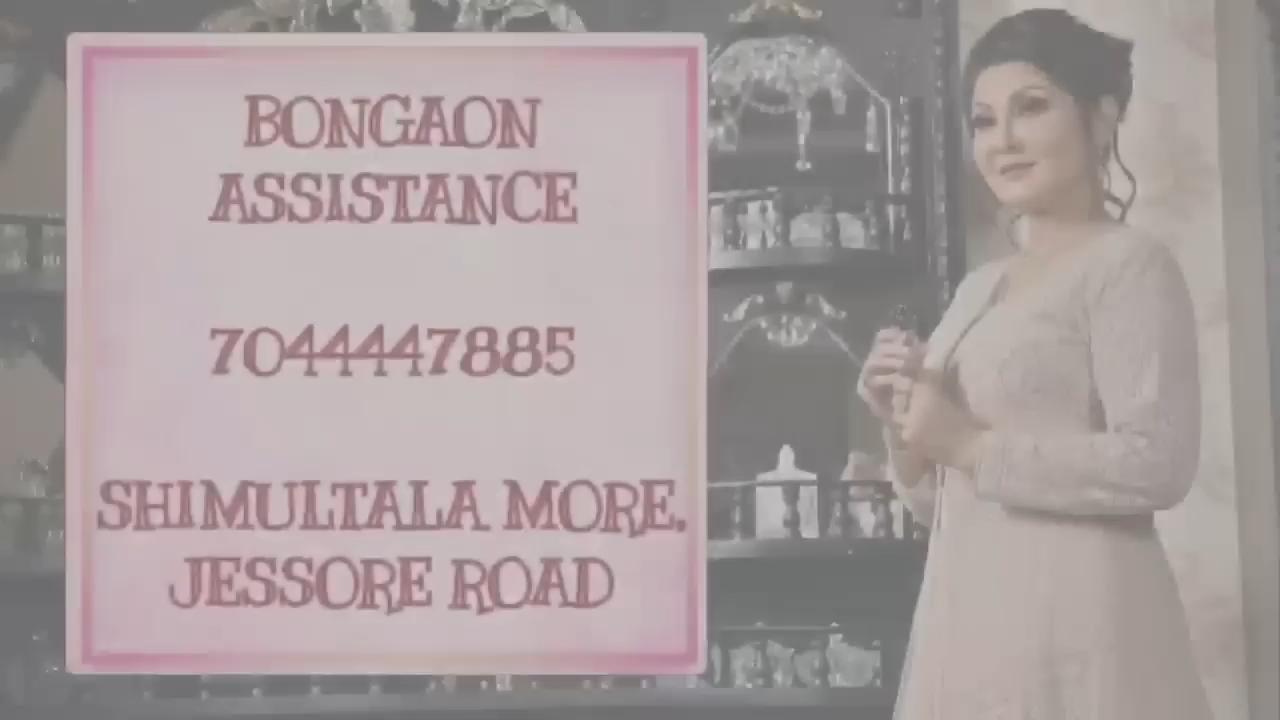 BONGAON
ASSISTANCE
7044447885
SHIMULTALA MORE,
JESSORE ROAD